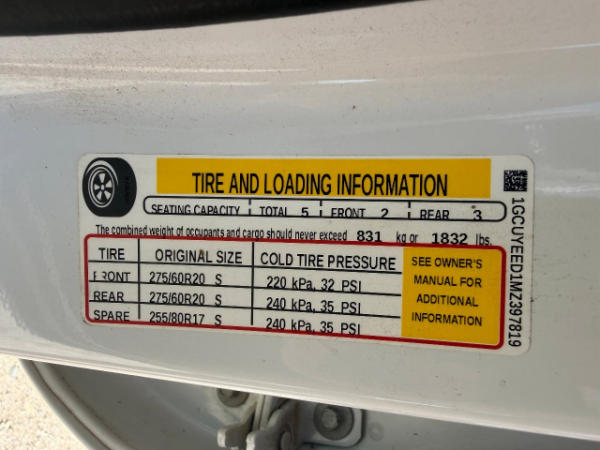 TIRE AND LOADING INFORMATION
SEATING CAPACITY TOTAL 5 FRONT 2 REAR 3
The combined weight of occupants and cargo should never exceed 831 kg or 1832 lbs.
TIRE ORIGINAL SIZE COLD TIRE PRESSURE
FRONT 275/60R20 S 220 kPa, 32 PSI
REAR 275/60R20 S 240 kPa, 35 PSI
SPARE 255/80R17 S 240 kPa, 35 PSI
SEE OWNER'S
MANUAL FOR
ADDITIONAL
INFORMATION
1GCUYEED1MZ397819